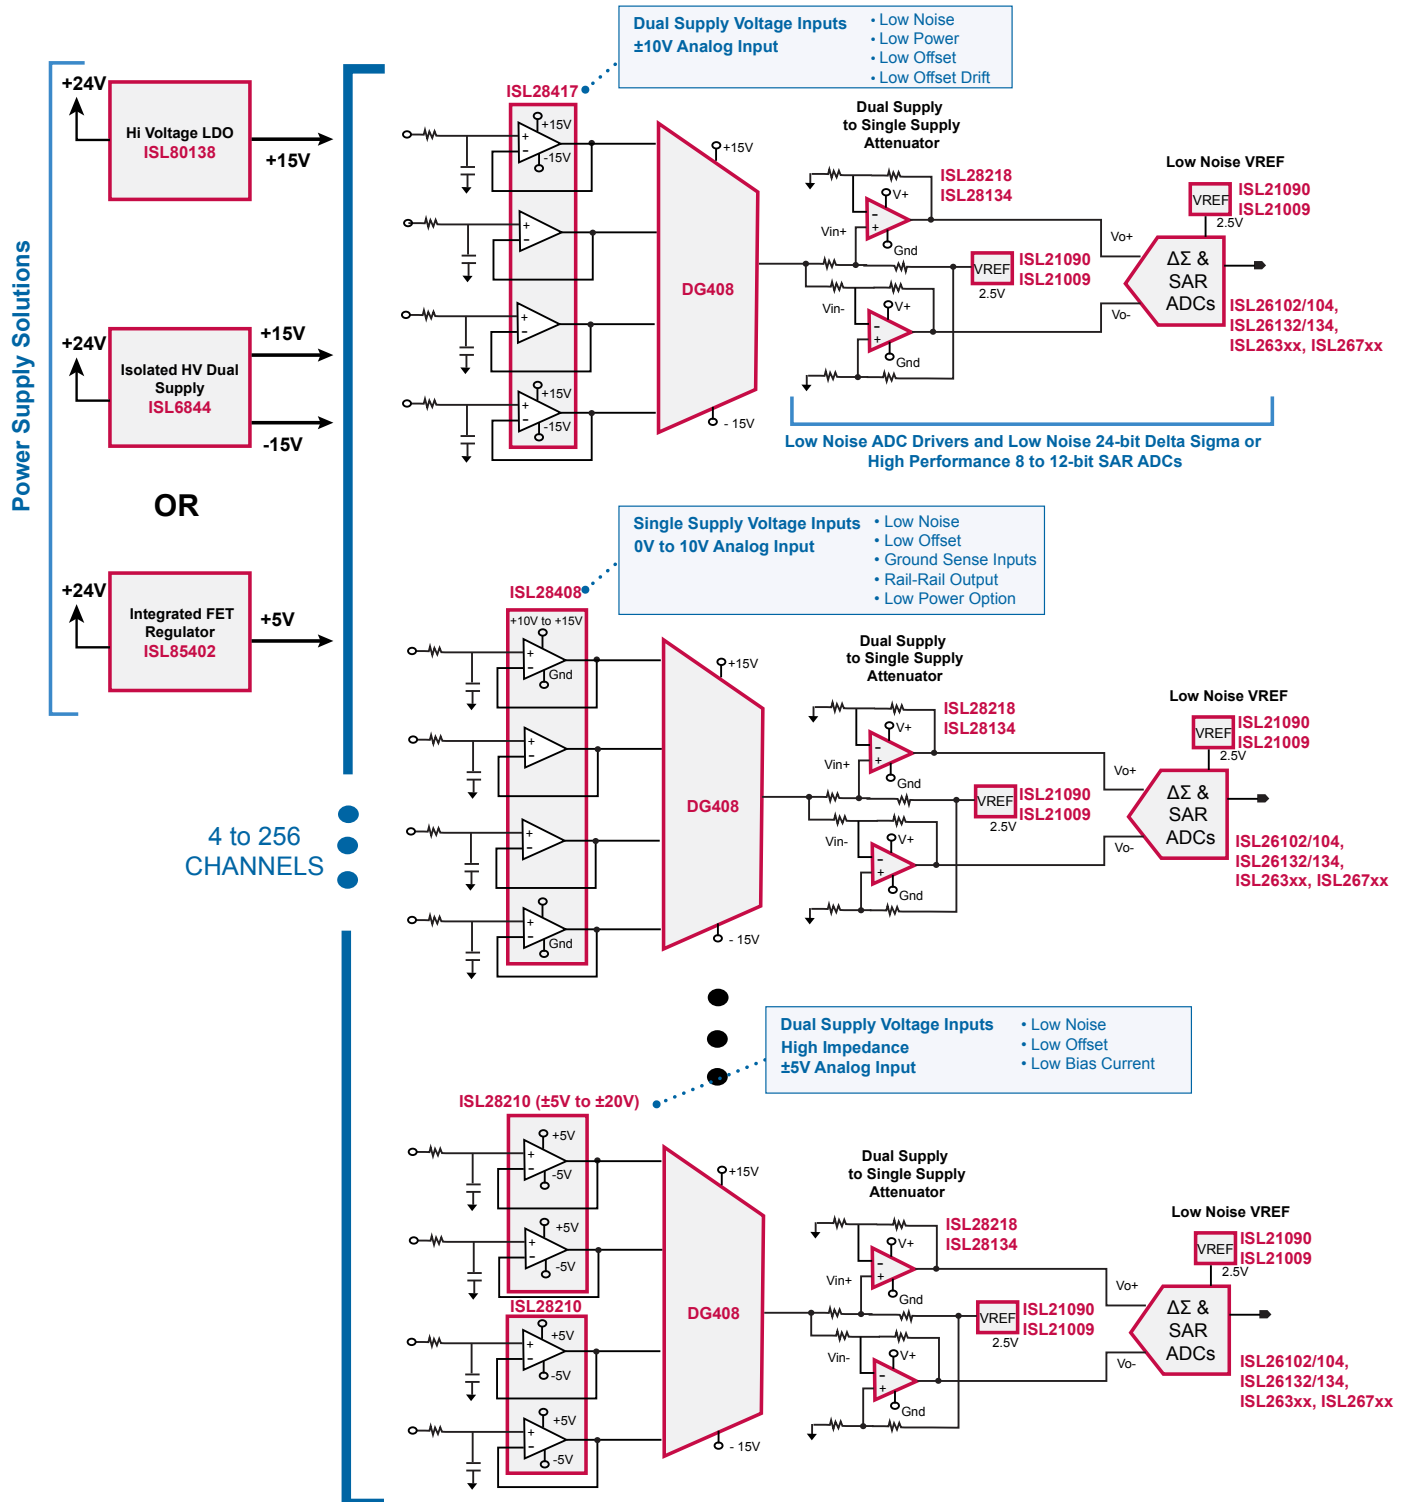 Power Supply Solutions
+24V
Hi Voltage LDO
ISL80138
+15V
+24V
Isolated HV Dual
Supply
ISL6844
+15V
-15V
OR
+24V
Integrated FET
Regulator
ISL85402
+5V
4 to 256
CHANNELS
Dual Supply Voltage Inputs
±10V Analog Input
• Low Noise
• Low Power
• Low Offset
• Low Offset Drift
ISL28417
+
−
+15V
-15V
+
−
+
−
+
−
+15V
-15V
DG408
+15V
- 15V
Dual Supply
to Single Supply
Attenuator
ISL28218
ISL28134
V+
−
+
Gnd
Vin+
Vin-
V+
−
+
Gnd
VREF
2.5V
ISL21090
ISL21009
Vo+
Vo-
Low Noise VREF
VREF
ISL21090
ISL21009
2.5V
ΔΣ &
SAR
ADCs
ISL26102/104,
ISL26132/134,
ISL263xx, ISL267xx
Low Noise ADC Drivers and Low Noise 24-bit Delta Sigma or
High Performance 8 to 12-bit SAR ADCs
Single Supply Voltage Inputs
0V to 10V Analog Input
• Low Noise
• Low Offset
• Ground Sense Inputs
• Rail-Rail Output
• Low Power Option
ISL28408
+10V to +15V
+
−
Gnd
+
−
+
−
+
−
Gnd
DG408
+15V
- 15V
Dual Supply
to Single Supply
Attenuator
ISL28218
ISL28134
V+
−
+
Gnd
Vin+
Vin-
V+
−
+
Gnd
VREF
2.5V
ISL21090
ISL21009
Vo+
Vo-
Low Noise VREF
VREF
ISL21090
ISL21009
2.5V
ΔΣ &
SAR
ADCs
ISL26102/104,
ISL26132/134,
ISL263xx, ISL267xx
Dual Supply Voltage Inputs
High Impedance
±5V Analog Input
• Low Noise
• Low Offset
• Low Bias Current
ISL28210 (±5V to ±20V)
+
−
+5V
-5V
+
−
+5V
-5V
ISL28210
+
−
+5V
-5V
+
−
+5V
-5V
DG408
+15V
- 15V
Dual Supply
to Single Supply
Attenuator
ISL28218
ISL28134
V+
−
+
Gnd
Vin+
Vin-
V+
−
+
Gnd
VREF
2.5V
ISL21090
ISL21009
Vo+
Vo-
Low Noise VREF
VREF
ISL21090
ISL21009
2.5V
ΔΣ &
SAR
ADCs
ISL26102/104,
ISL26132/134,
ISL263xx, ISL267xx